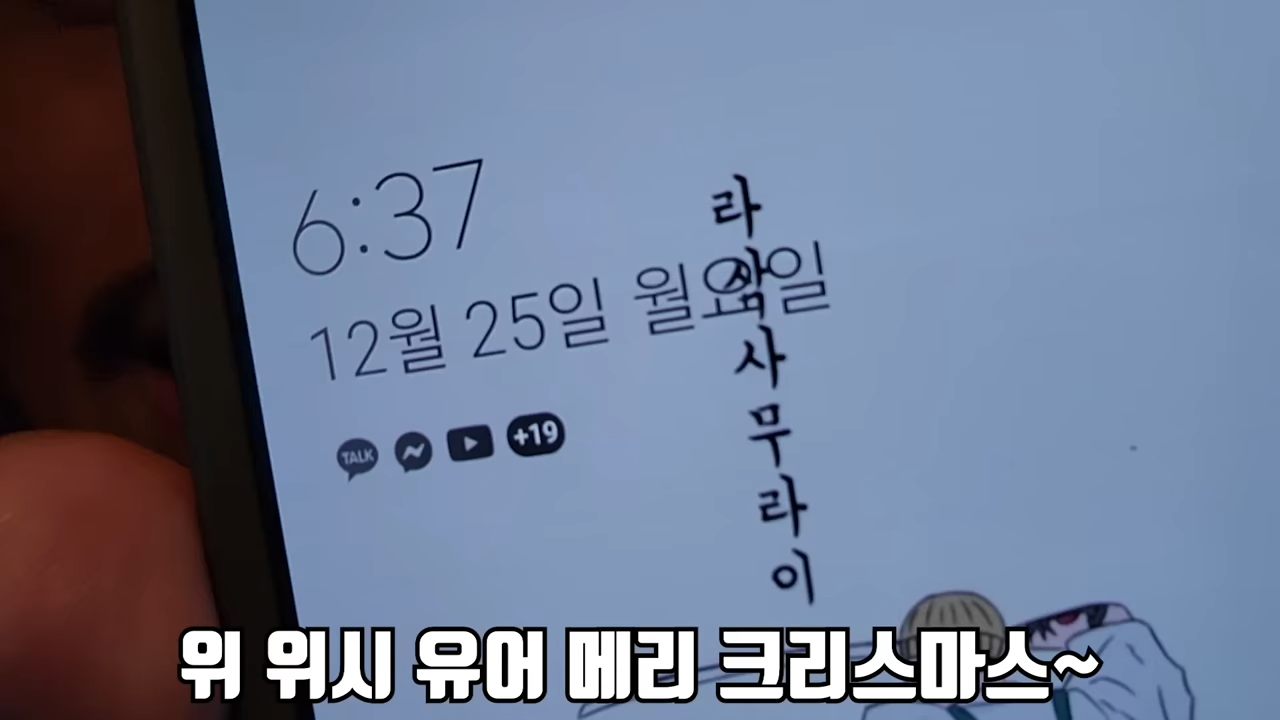 6:37
12월 25일 월요일
TALK
+19
라
삼
사
무
라
이
위 위시 유어 메리 크리스마스~